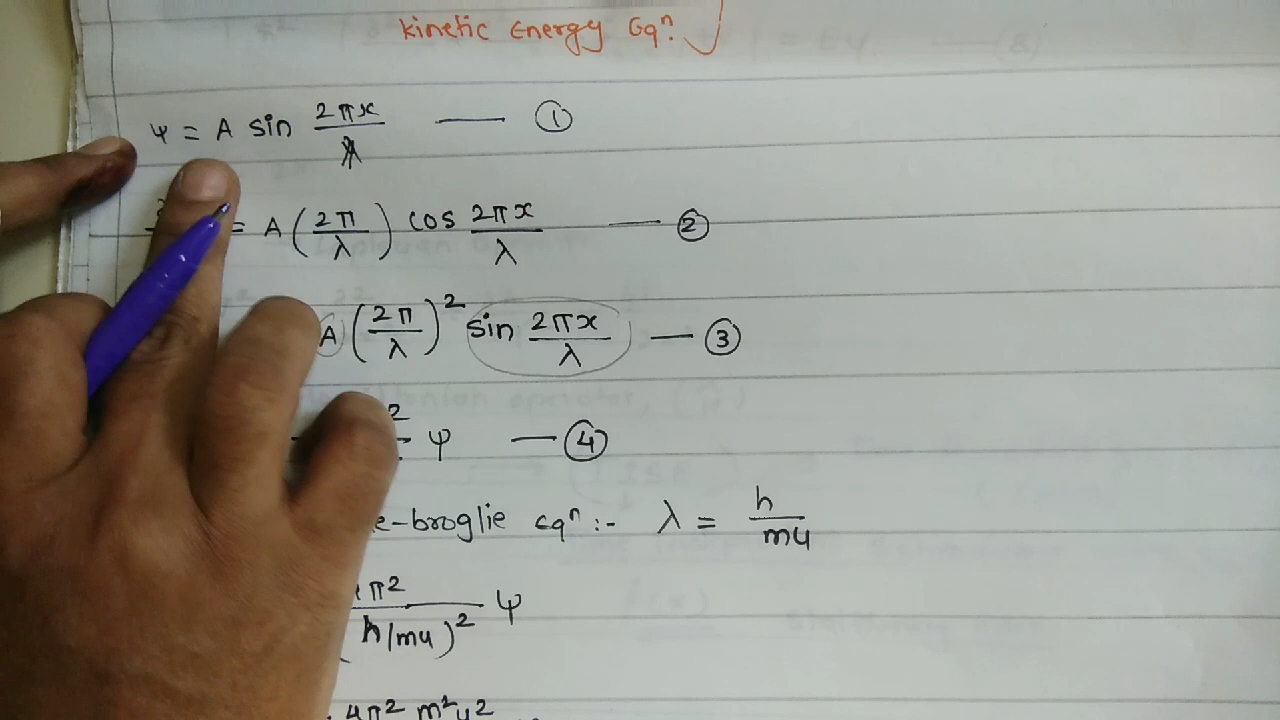 Kinetic Energy Eqⁿ.
ψ = A sin 2πx/λ —— ①
= A (2π/λ) cos 2πx/λ —— ②
A (2π/λ)² sin 2πx/λ —— ③
2 ψ —— ④
e-broglie eqⁿ :- λ = h/mu
π²/(h/mu)² ψ
4π² m²u²